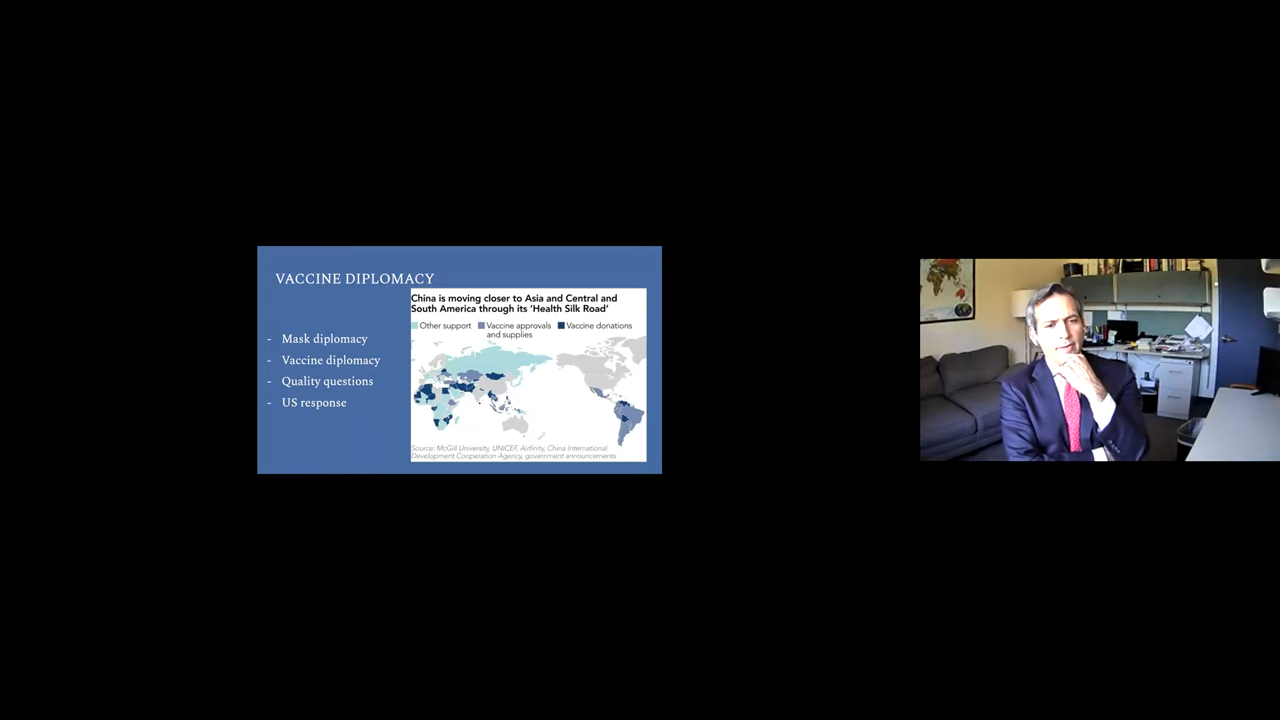 VACCINE DIPLOMACY
- Mask diplomacy
- Vaccine diplomacy
- Quality questions
- US response
China is moving closer to Asia and Central and
South America through its 'Health Silk Road'
Other support
Vaccine approvals
and supplies
Vaccine donations
Source: McGill University, UNICEF, Airfinity, China International
Development Cooperation Agency, government announcements